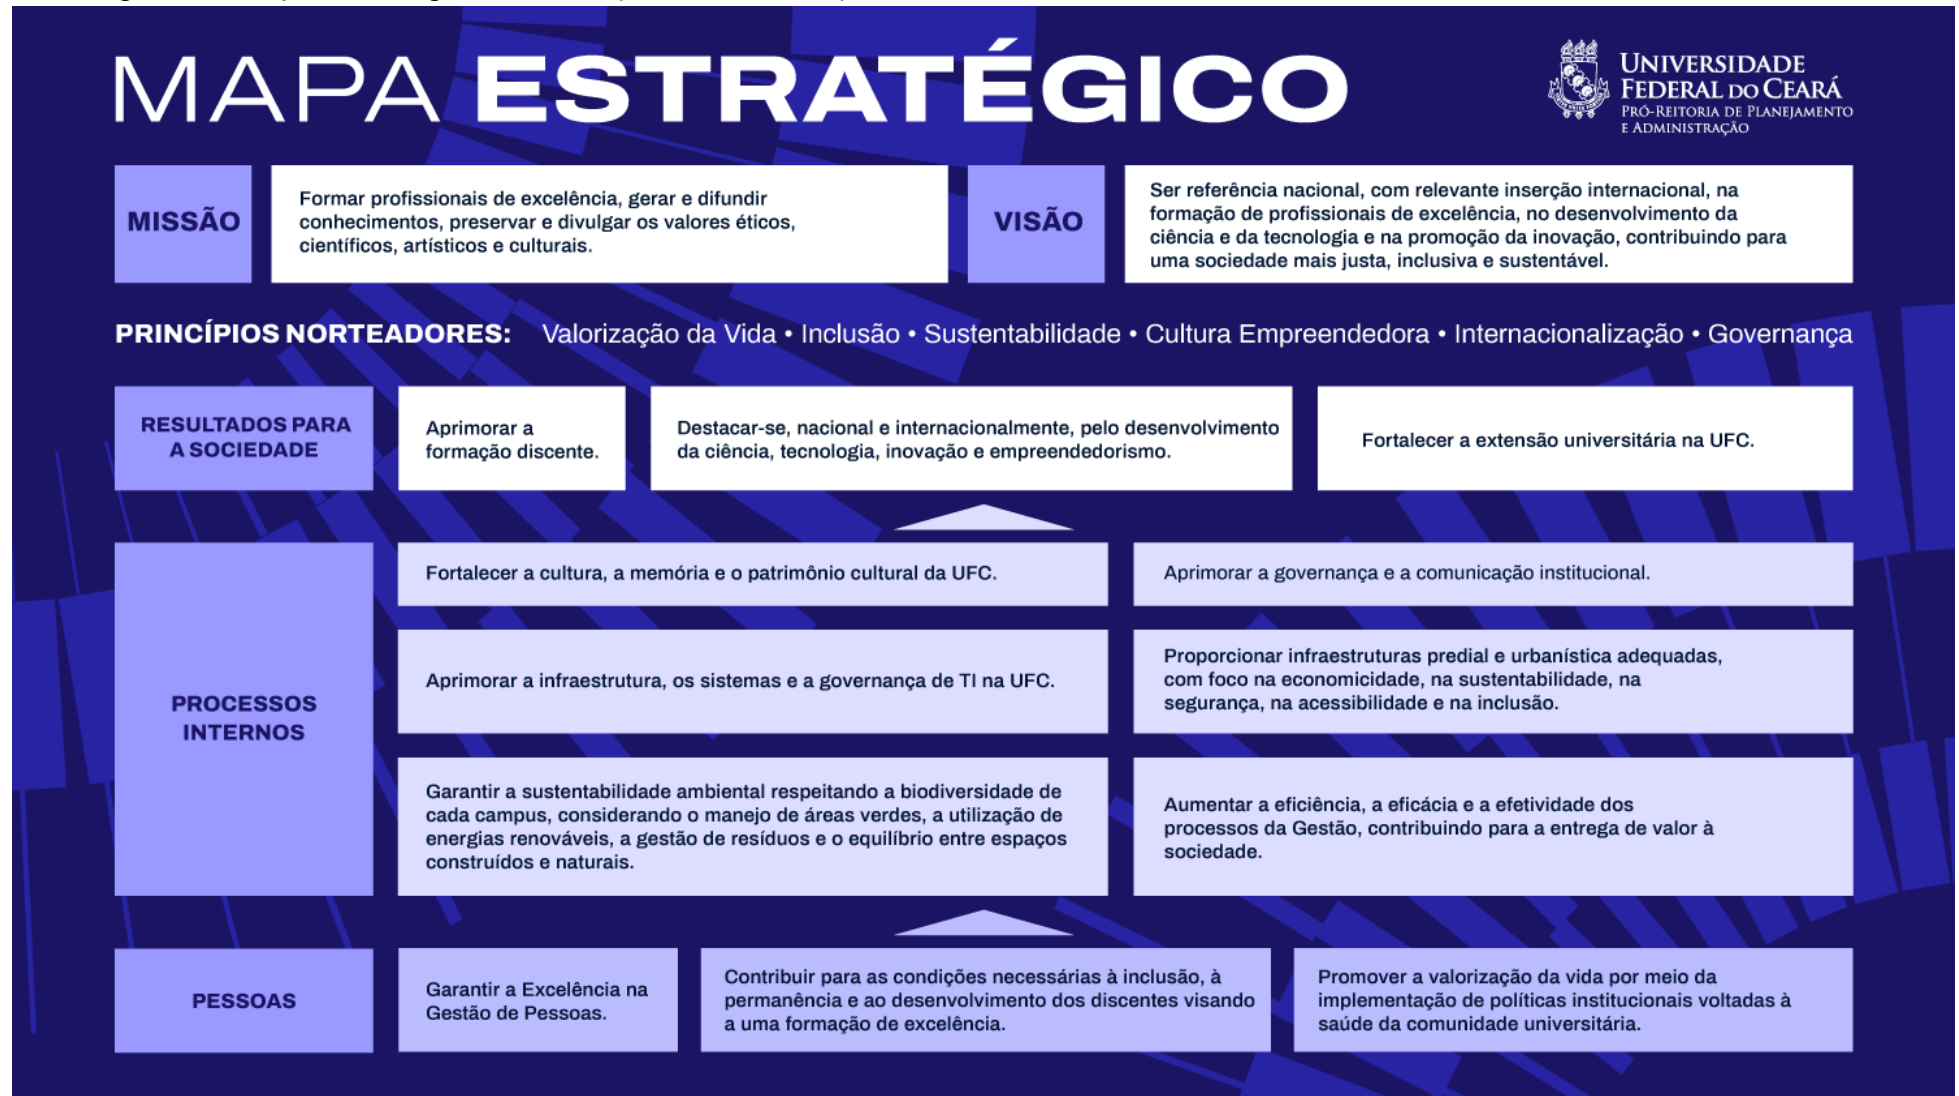 MAPA ESTRATÉGICO
UNIVERSIDADE
FEDERAL DO CEARÁ
PRÓ-REITORIA DE PLANEJAMENTO
E ADMINISTRAÇÃO
MISSÃO
Formar profissionais de excelência, gerar e difundir
conhecimentos, preservar e divulgar os valores éticos,
científicos, artísticos e culturais.
VISÃO
Ser referência nacional, com relevante inserção internacional, na
formação de profissionais de excelência, no desenvolvimento da
ciência e da tecnologia e na promoção da inovação, contribuindo para
uma sociedade mais justa, inclusiva e sustentável.
PRINCÍPIOS NORTEADORES: Valorização da Vida • Inclusão • Sustentabilidade • Cultura Empreendedora • Internacionalização • Governança
RESULTADOS PARA
A SOCIEDADE
Aprimorar a
formação discente.
Destacar-se, nacional e internacionalmente, pelo desenvolvimento
da ciência, tecnologia, inovação e empreendedorismo.
Fortalecer a extensão universitária na UFC.
PROCESSOS
INTERNOS
Fortalecer a cultura, a memória e o patrimônio cultural da UFC.
Aprimorar a governança e a comunicação institucional.
Aprimorar a infraestrutura, os sistemas e a governança de TI na UFC.
Proporcionar infraestruturas predial e urbanística adequadas,
com foco na economicidade, na sustentabilidade, na
segurança, na acessibilidade e na inclusão.
Garantir a sustentabilidade ambiental respeitando a biodiversidade de
cada campus, considerando o manejo de áreas verdes, a utilização de
energias renováveis, a gestão de resíduos e o equilíbrio entre espaços
construídos e naturais.
Aumentar a eficiência, a eficácia e a efetividade dos
processos da Gestão, contribuindo para a entrega de valor à
sociedade.
PESSOAS
Garantir a Excelência na
Gestão de Pessoas.
Contribuir para as condições necessárias à inclusão, à
permanência e ao desenvolvimento dos discentes visando
a uma formação de excelência.
Promover a valorização da vida por meio da
implementação de políticas institucionais voltadas à
saúde da comunidade universitária.